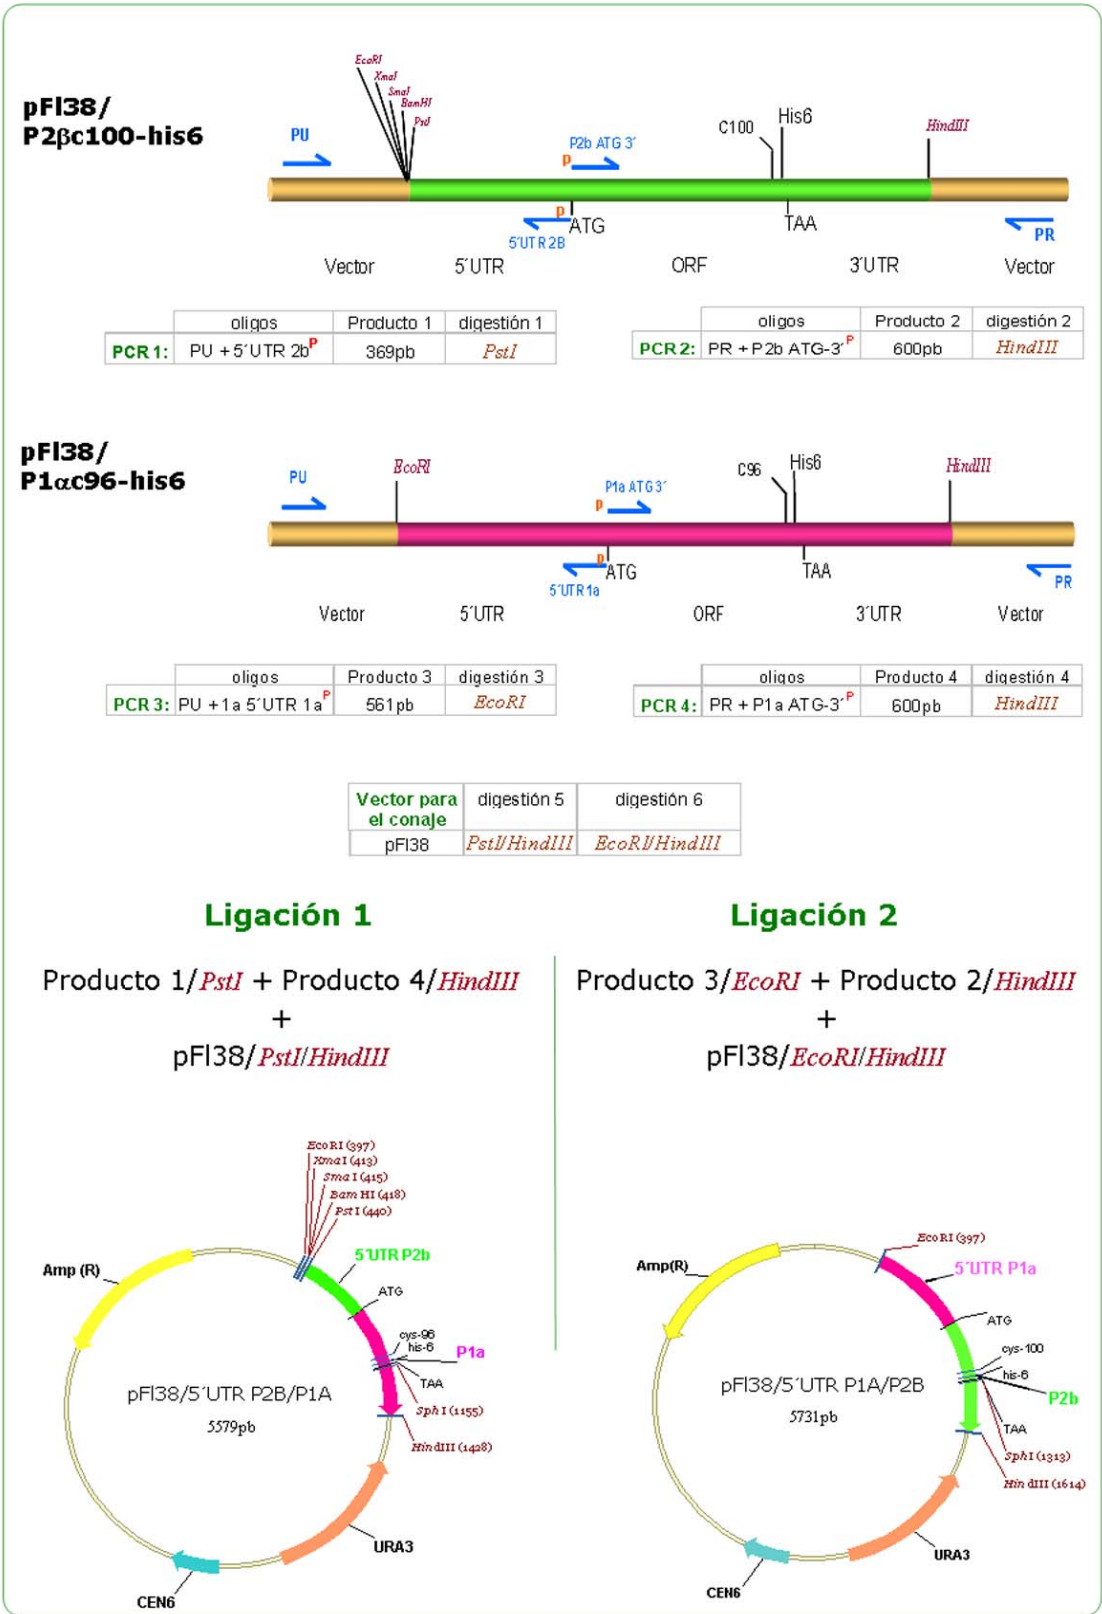 pFl38/
P2βc100-his6
EcoRI
XmaI
SmaI
BamHI
PstI
PU
P2b ATG 3´
p
C100
His6
HindIII
p
5´UTR 2B
ATG
TAA
PR
Vector
5´UTR
ORF
3´UTR
Vector
oligos Producto 1 digestión 1
PCR 1: PU + 5´UTR 2bP 369pb PstI
oligos Producto 2 digestión 2
PCR 2: PR + P2b ATG-3´P 600pb HindIII
pFl38/
P1αc96-his6
PU
EcoRI
P1a ATG 3´
p
C96
His6
HindIII
p
5´UTR1a
ATG
TAA
PR
Vector
5´UTR
ORF
3´UTR
Vector
oligos Producto 3 digestión 3
PCR 3: PU +1a 5´UTR 1aP 561pb EcoRI
oligos Producto 4 digestión 4
PCR 4: PR + P1a ATG-3´P 600pb HindIII
Vector para digestión 5 digestión 6
el conaje
pFl38 PstI/HindIII EcoRI/HindIII
Ligación 1
Producto 1/PstI + Producto 4/HindIII
+
pFl38/PstI/HindIII
EcoRI (397)
XmaI (413)
SmaI (415)
Bam HI (418)
PstI (440)
Amp (R)
5´UTR P2b
ATG
cys-96
his-6
P1a
TAA
SphI (1155)
HindIII (1428)
pFl38/5´UTR P2B/P1A
5579pb
URA3
CEN6
Ligación 2
Producto 3/EcoRI + Producto 2/HindIII
+
pFl38/EcoRI/HindIII
EcoRI (397)
Amp(R)
5´UTR P1a
ATG
cys-100
his-6
P2b
TAA
SphI (1313)
Hin dIII (1614)
pFl38/5´UTR P1A/P2B
5731pb
URA3
CEN6